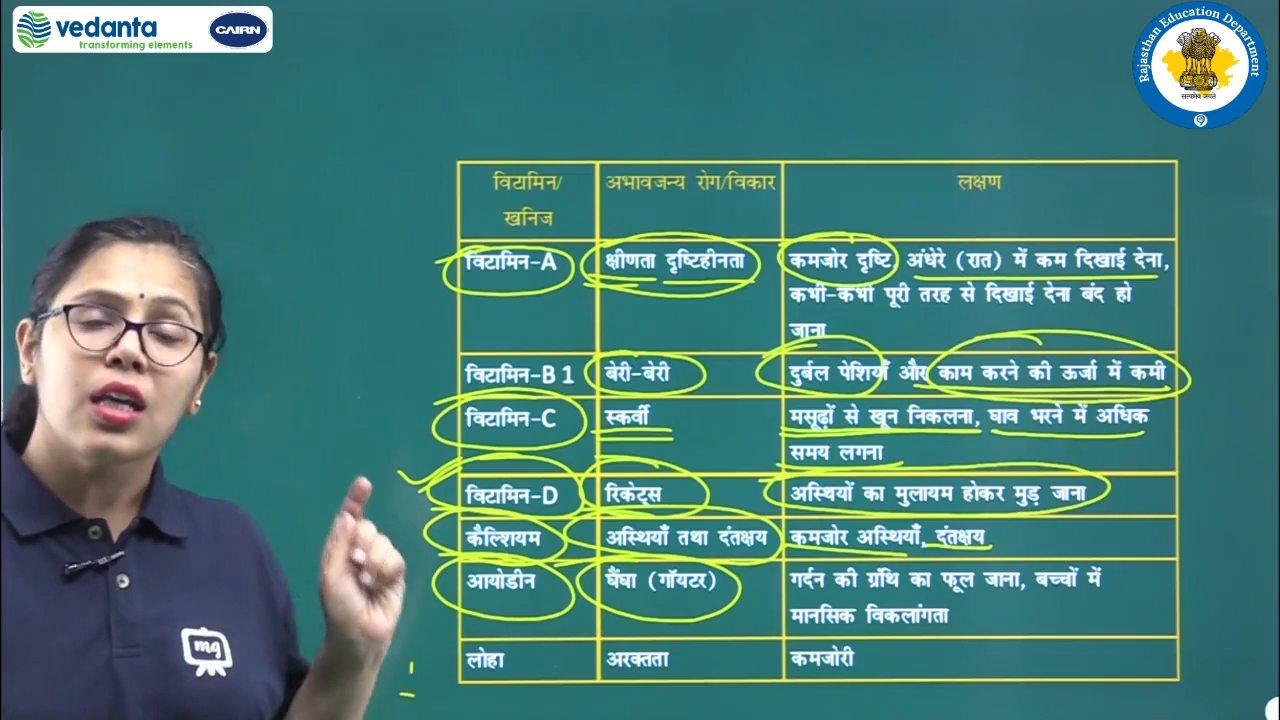 vedanta
transforming elements
CAIRN
Rajasthan Education Department
सत्यमेव जयते
विटामिन/
खनिज
अभावजन्य रोग/विकार
लक्षण
विटामिन-A
क्षीणता दृष्टिहीनता
कमजोर दृष्टि अंधेरे (रात) में कम दिखाई देना,
कभी-कभी पूरी तरह से दिखाई देना बंद हो
जाना
विटामिन-B 1
बेरी-बेरी
दुर्बल पेशियाँ और काम करने की ऊर्जा में कमी
विटामिन-C
स्कर्वी
मसूढ़ों से खून निकलना, घाव भरने में अधिक
समय लगना
विटामिन-D
रिकेट्स
अस्थियों का मुलायम होकर मुड़ जाना
कैल्शियम
अस्थियाँ तथा दंतक्षय
कमजोर अस्थियाँ, दंतक्षय
आयोडीन
घैंघा (गॉयटर)
गर्दन की ग्रंथि का फूल जाना, बच्चों में
मानसिक विकलांगता
लोहा
अरक्तता
कमजोरी
mg